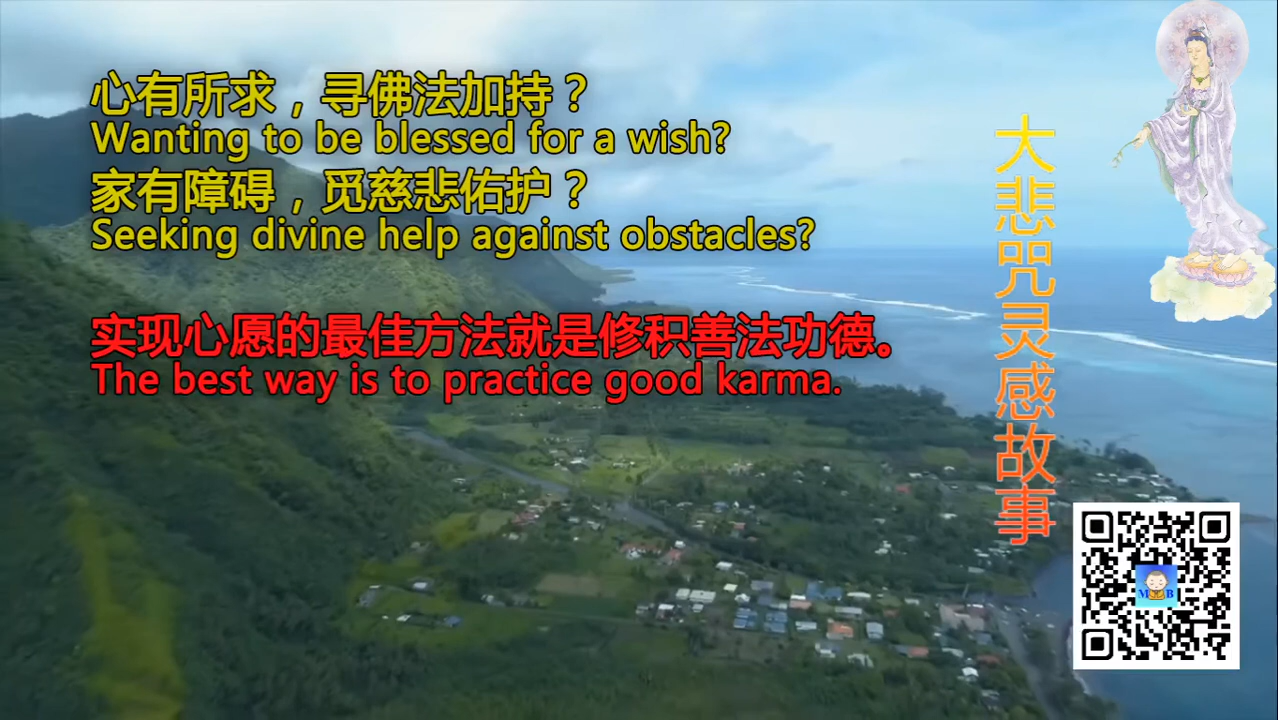 心有所求，寻佛法加持？
Wanting to be blessed for a wish?
家有障碍，觅慈悲佑护？
Seeking divine help against obstacles?
实现心愿的最佳方法就是修积善法功德。
The best way is to practice good karma.
大悲咒灵感故事
M B